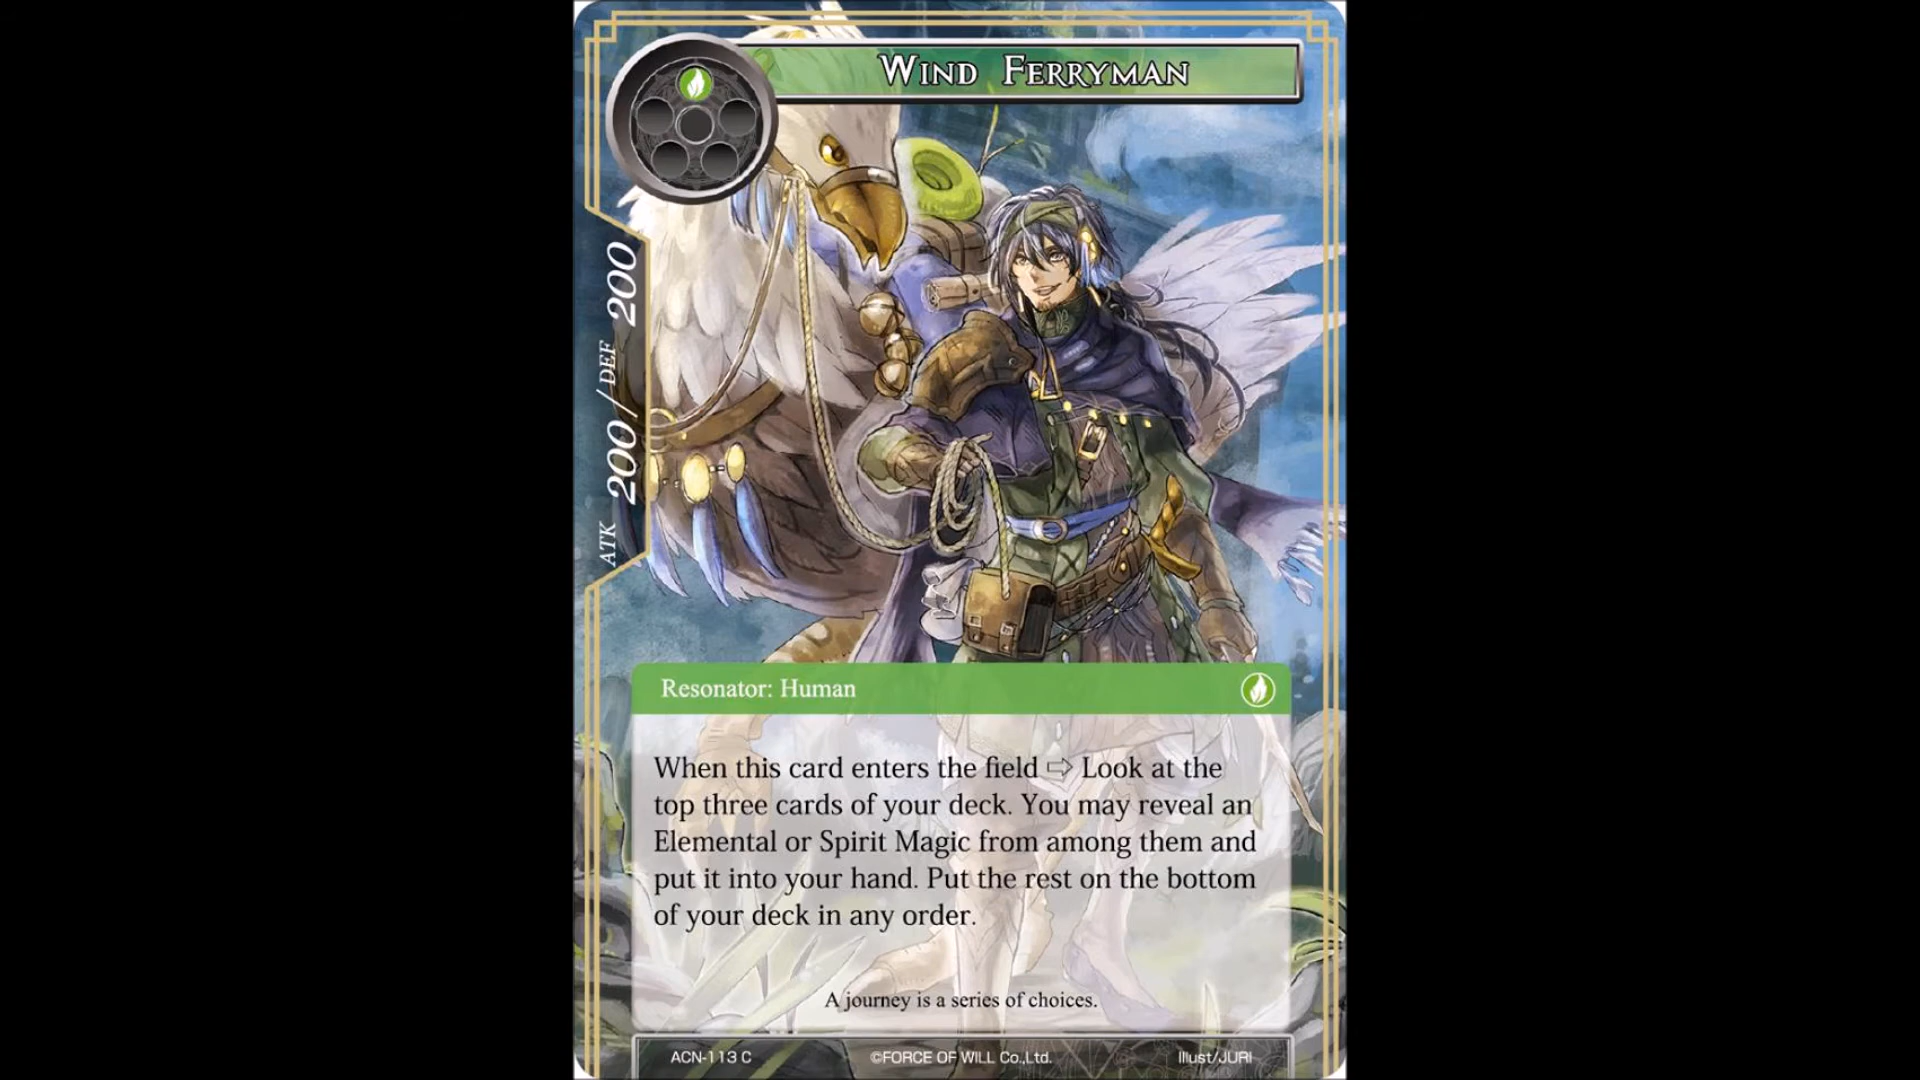 Wind Ferryman
ATK 200 / DEF 200
Resonator: Human
When this card enters the field ⇨ Look at the
top three cards of your deck. You may reveal an
Elemental or Spirit Magic from among them and
put it into your hand. Put the rest on the bottom
of your deck in any order.
A journey is a series of choices.
ACN-113 C
©FORCE OF WILL Co.,Ltd.
Illust/JURI